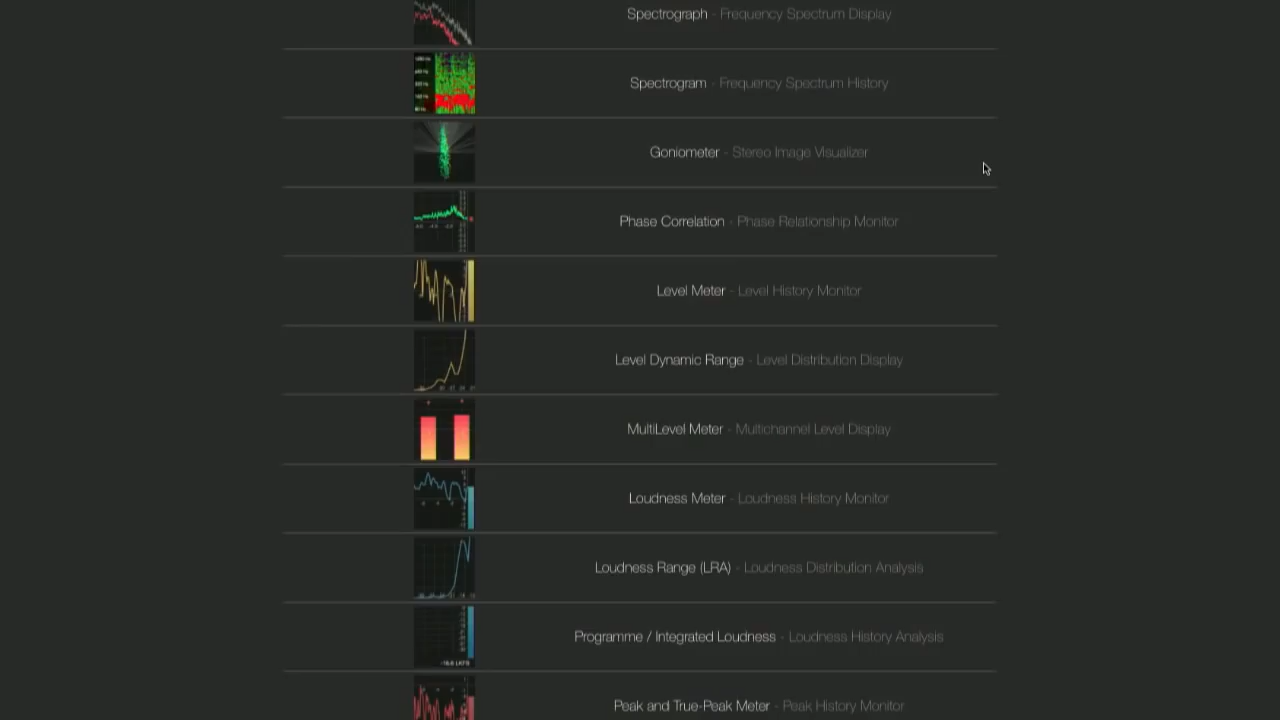 Spectrograph - Frequency Spectrum Display
Spectrogram - Frequency Spectrum History
Goniometer - Stereo Image Visualizer
Phase Correlation - Phase Relationship Monitor
Level Meter - Level History Monitor
Level Dynamic Range - Level Distribution Display
MultiLevel Meter - Multichannel Level Display
Loudness Meter - Loudness History Monitor
Loudness Range (LRA) - Loudness Distribution Analysis
Programme / Integrated Loudness - Loudness History Analysis
Peak and True-Peak Meter - Peak History Monitor